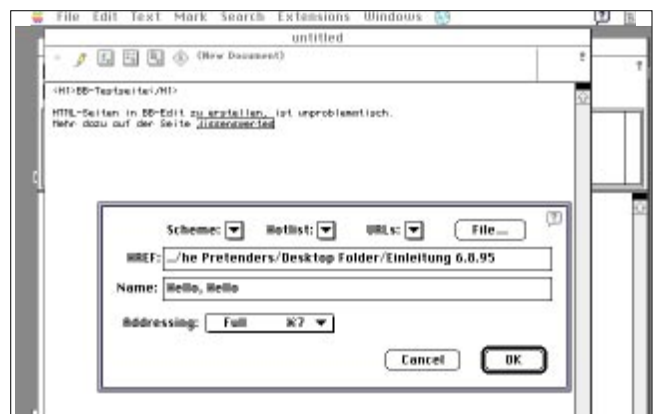 File Edit Text Mark Search Extensions Windows
untitled
(New Document)
<H1>BB-Testseite</H1>
HTML-Seiten in BB-Edit zu erstellen, ist unproblematisch.
Mehr dazu auf der Seite
Scheme: Hotlist: URLs: File...
HREF: …/he Pretenders/Desktop Folder/Einleitung 6.8.95
Name: Hello, Hello
Addressing: Full ⌘7
Cancel OK